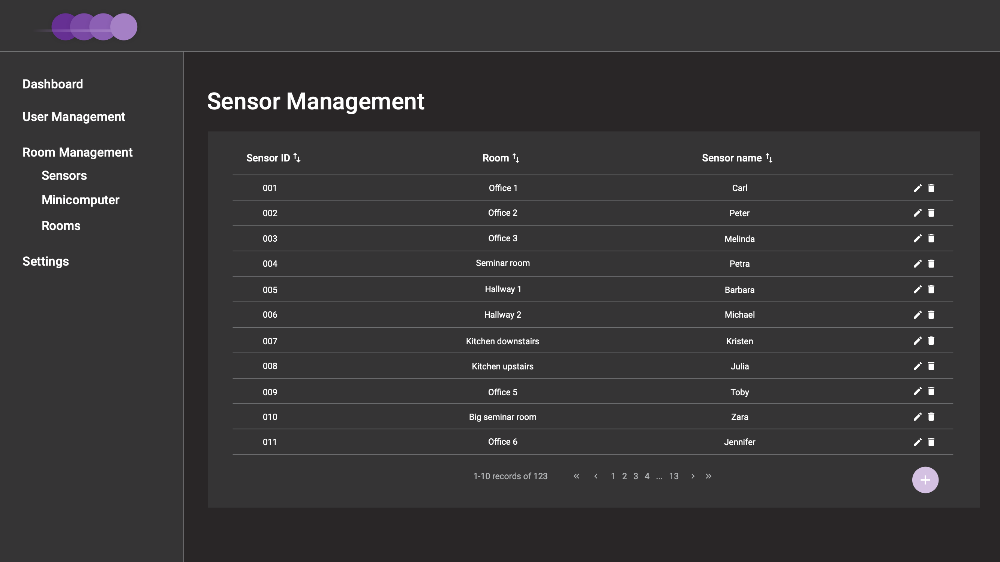 Dashboard
User Management
Room Management
Sensors
Minicomputer
Rooms
Settings
Sensor Management
Sensor ID Room Sensor name
001 Office 1 Carl
002 Office 2 Peter
003 Office 3 Melinda
004 Seminar room Petra
005 Hallway 1 Barbara
006 Hallway 2 Michael
007 Kitchen downstairs Kristen
008 Kitchen upstairs Julia
009 Office 5 Toby
010 Big seminar room Zara
011 Office 6 Jennifer
1-10 records of 123 « ‹ 1 2 3 4 ... 13 › »